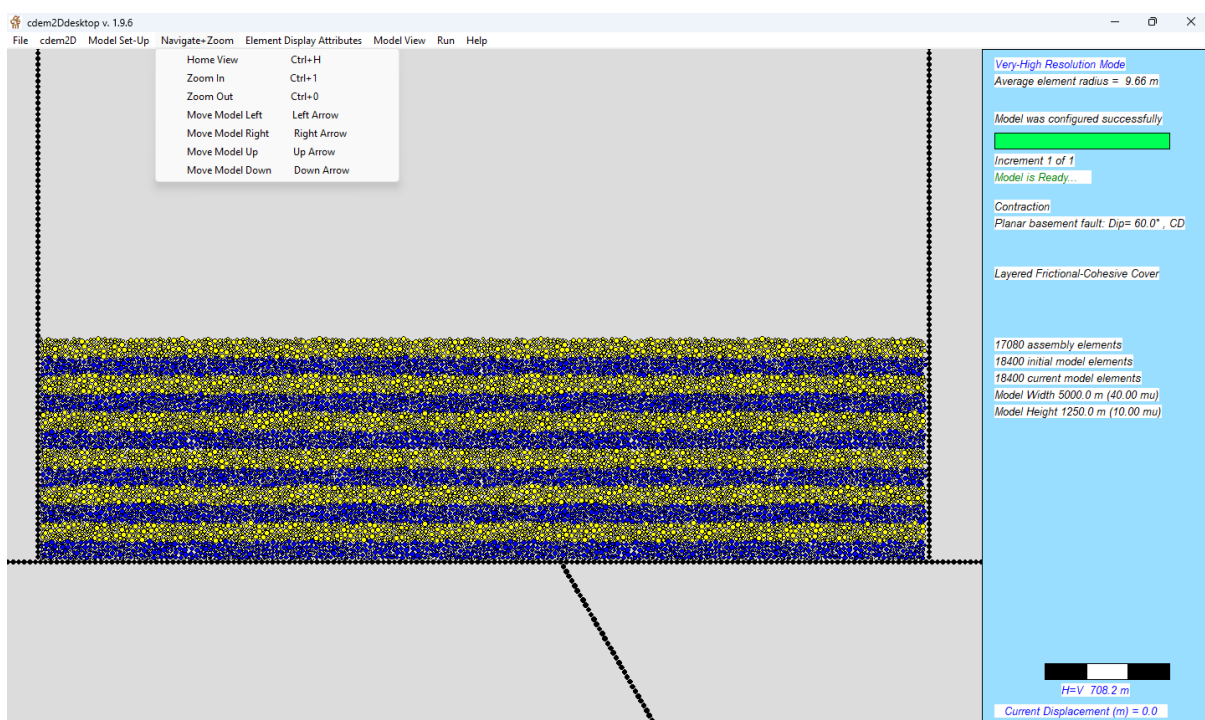 cdem2Ddesktop v. 1.9.6
File cdem2D Model Set-Up Navigate+Zoom Element Display Attributes Model View Run Help
Home View Ctrl+H
Zoom In Ctrl+1
Zoom Out Ctrl+0
Move Model Left Left Arrow
Move Model Right Right Arrow
Move Model Up Up Arrow
Move Model Down Down Arrow
Very-High Resolution Mode
Average element radius = 9.66 m
Model was configured successfully
Increment 1 of 1
Model is Ready...
Contraction
Planar basement fault: Dip= 60.0° , CD
Layered Frictional-Cohesive Cover
17080 assembly elements
18400 initial model elements
18400 current model elements
Model Width 5000.0 m (40.00 mu)
Model Height 1250.0 m (10.00 mu)
H=V 708.2 m
Current Displacement (m) = 0.0